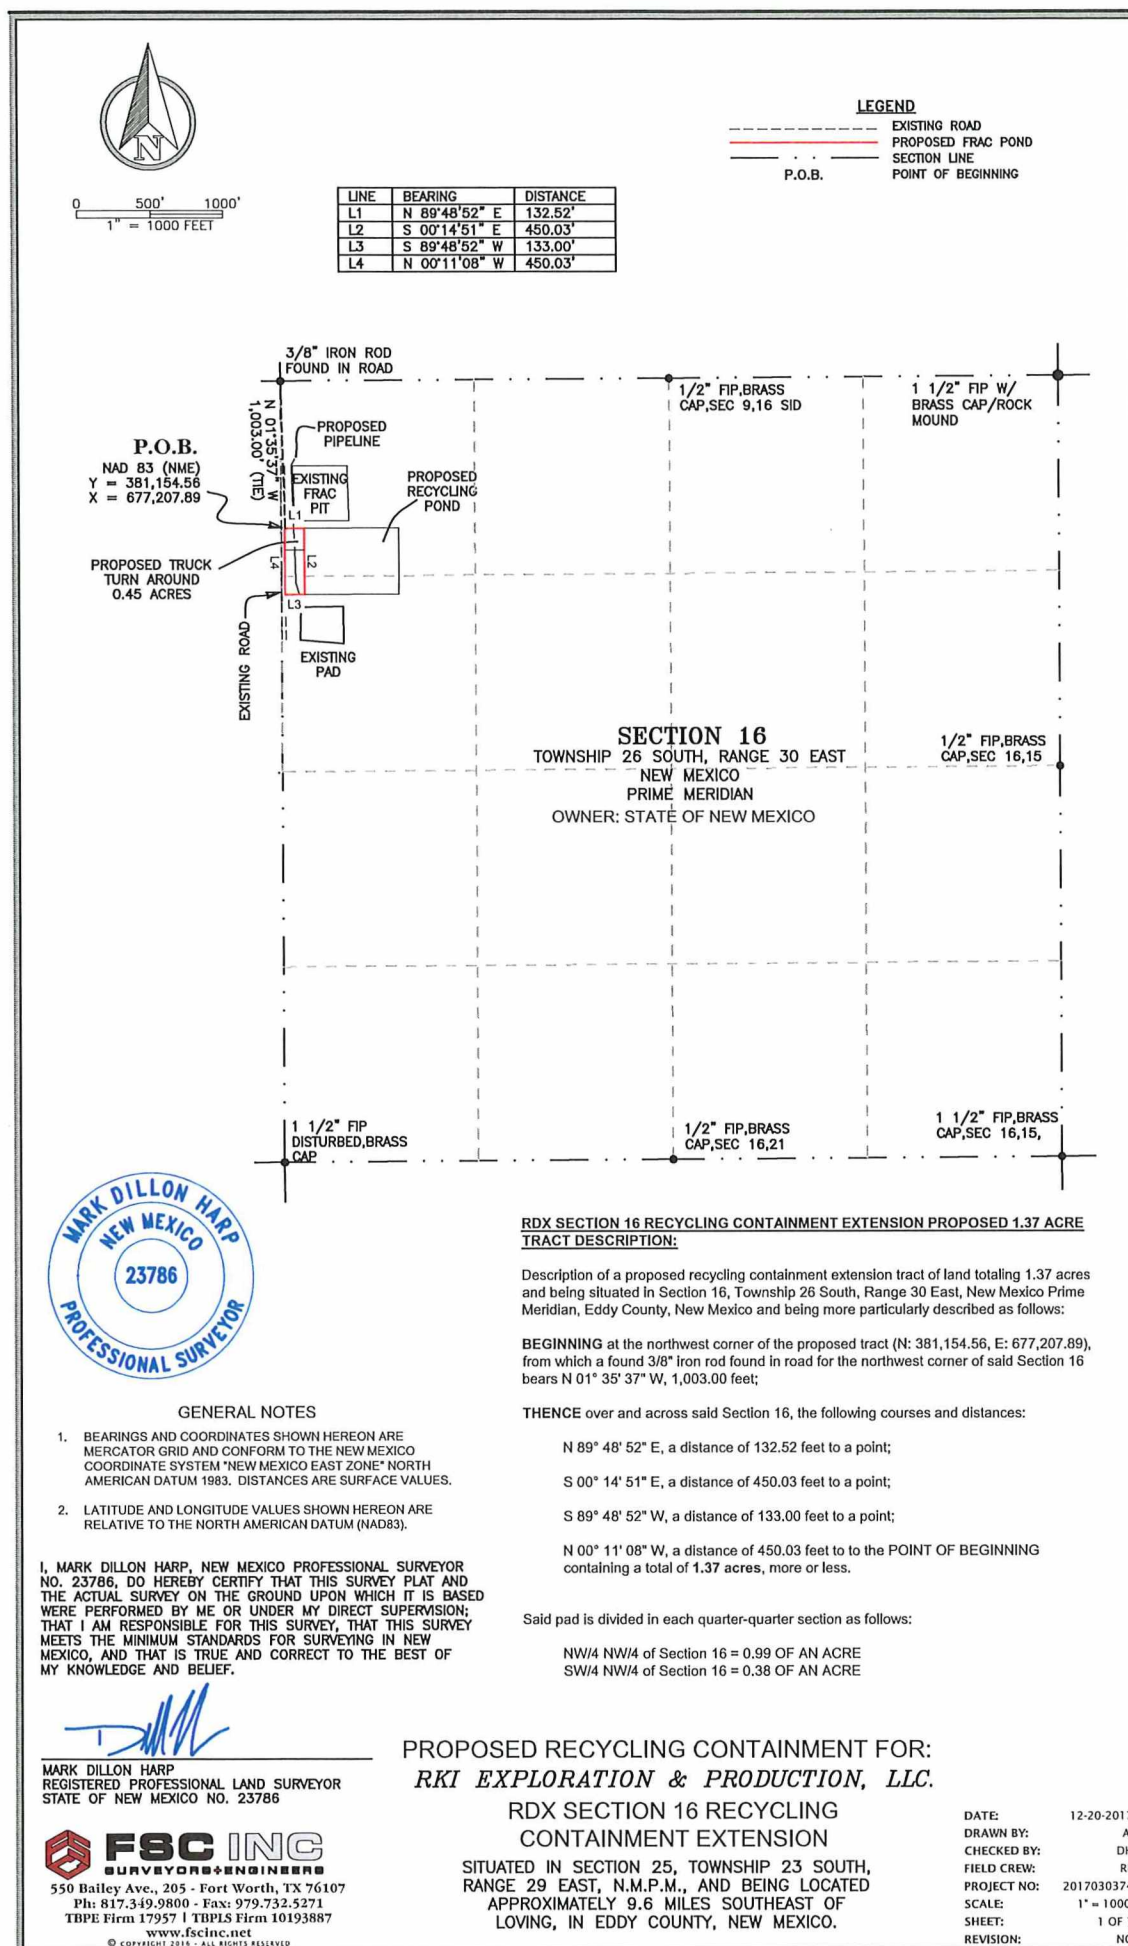 N
0 500' 1000'
1" = 1000 FEET
LEGEND
EXISTING ROAD
PROPOSED FRAC POND
SECTION LINE
P.O.B. POINT OF BEGINNING
LINE BEARING DISTANCE
L1 N 89°48'52" E 132.52'
L2 S 00°14'51" E 450.03'
L3 S 89°48'52" W 133.00'
L4 N 00°11'08" W 450.03'
3/8" IRON ROD
FOUND IN ROAD
1/2" FIP,BRASS
CAP,SEC 9,16 SID
1 1/2" FIP W/
BRASS CAP/ROCK
MOUND
N 01°35'37" W
1,003.00' (TIE)
P.O.B.
NAD 83 (NME)
Y = 381,154.56
X = 677,207.89
PROPOSED
PIPELINE
EXISTING
FRAC
PIT
PROPOSED
RECYCLING
POND
L1
L2
L4
L3
PROPOSED TRUCK
TURN AROUND
0.45 ACRES
EXISTING ROAD
EXISTING
PAD
SECTION 16
TOWNSHIP 26 SOUTH, RANGE 30 EAST
NEW MEXICO
PRIME MERIDIAN
OWNER: STATE OF NEW MEXICO
1/2" FIP,BRASS
CAP,SEC 16,15
1 1/2" FIP
DISTURBED,BRASS
CAP
1/2" FIP,BRASS
CAP,SEC 16,21
1 1/2" FIP,BRASS
CAP,SEC 16,15,
MARK DILLON HARP
NEW MEXICO
23786
PROFESSIONAL SURVEYOR
RDX SECTION 16 RECYCLING CONTAINMENT EXTENSION PROPOSED 1.37 ACRE
TRACT DESCRIPTION:
Description of a proposed recycling containment extension tract of land totaling 1.37 acres
and being situated in Section 16, Township 26 South, Range 30 East, New Mexico Prime
Meridian, Eddy County, New Mexico and being more particularly described as follows:
BEGINNING at the northwest corner of the proposed tract (N: 381,154.56, E: 677,207.89),
from which a found 3/8" iron rod found in road for the northwest corner of said Section 16
bears N 01° 35' 37" W, 1,003.00 feet;
THENCE over and across said Section 16, the following courses and distances:
N 89° 48' 52" E, a distance of 132.52 feet to a point;
S 00° 14' 51" E, a distance of 450.03 feet to a point;
S 89° 48' 52" W, a distance of 133.00 feet to a point;
N 00° 11' 08" W, a distance of 450.03 feet to to the POINT OF BEGINNING
containing a total of 1.37 acres, more or less.
Said pad is divided in each quarter-quarter section as follows:
NW/4 NW/4 of Section 16 = 0.99 OF AN ACRE
SW/4 NW/4 of Section 16 = 0.38 OF AN ACRE
GENERAL NOTES
1. BEARINGS AND COORDINATES SHOWN HEREON ARE
MERCATOR GRID AND CONFORM TO THE NEW MEXICO
COORDINATE SYSTEM "NEW MEXICO EAST ZONE" NORTH
AMERICAN DATUM 1983. DISTANCES ARE SURFACE VALUES.
2. LATITUDE AND LONGITUDE VALUES SHOWN HEREON ARE
RELATIVE TO THE NORTH AMERICAN DATUM (NAD83).
I, MARK DILLON HARP, NEW MEXICO PROFESSIONAL SURVEYOR
NO. 23786, DO HEREBY CERTIFY THAT THIS SURVEY PLAT AND
THE ACTUAL SURVEY ON THE GROUND UPON WHICH IT IS BASED
WERE PERFORMED BY ME OR UNDER MY DIRECT SUPERVISION;
THAT I AM RESPONSIBLE FOR THIS SURVEY, THAT THIS SURVEY
MEETS THE MINIMUM STANDARDS FOR SURVEYING IN NEW
MEXICO, AND THAT IS TRUE AND CORRECT TO THE BEST OF
MY KNOWLEDGE AND BELIEF.
MARK DILLON HARP
REGISTERED PROFESSIONAL LAND SURVEYOR
STATE OF NEW MEXICO NO. 23786
FSC INC
SURVEYORS+ENGINEERS
550 Bailey Ave., 205 - Fort Worth, TX 76107
Ph: 817.349.9800 - Fax: 979.732.5271
TBPE Firm 17957 | TBPLS Firm 10193887
www.fscinc.net
© COPYRIGHT 2016 - ALL RIGHTS RESERVED
PROPOSED RECYCLING CONTAINMENT FOR:
RKI EXPLORATION & PRODUCTION, LLC.
RDX SECTION 16 RECYCLING
CONTAINMENT EXTENSION
SITUATED IN SECTION 25, TOWNSHIP 23 SOUTH,
RANGE 29 EAST, N.M.P.M., AND BEING LOCATED
APPROXIMATELY 9.6 MILES SOUTHEAST OF
LOVING, IN EDDY COUNTY, NEW MEXICO.
DATE: 12-20-201
DRAWN BY: A
CHECKED BY:
FIELD CREW: R
PROJECT NO: 201703037
SCALE: 1" = 1000
SHEET: 1 OF
REVISION: NO